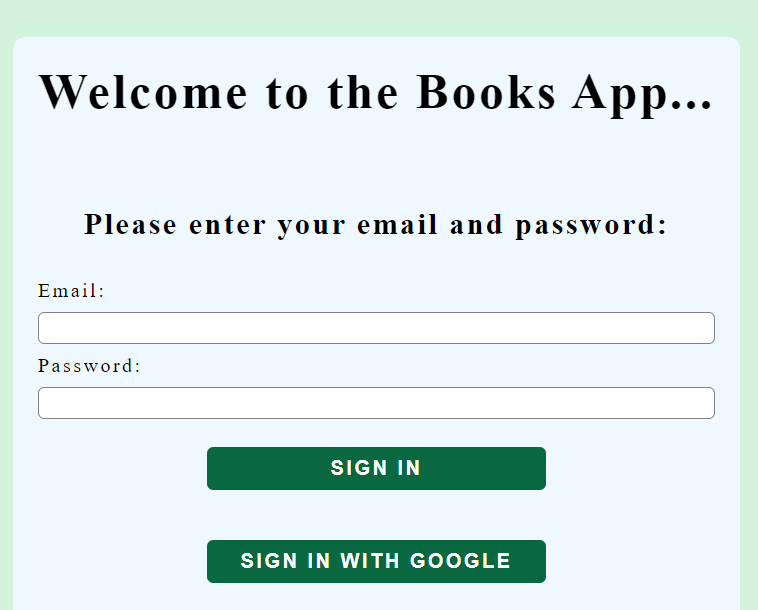 Welcome to the Books App...
Please enter your email and password:
Email:
Password:
SIGN IN
SIGN IN WITH GOOGLE